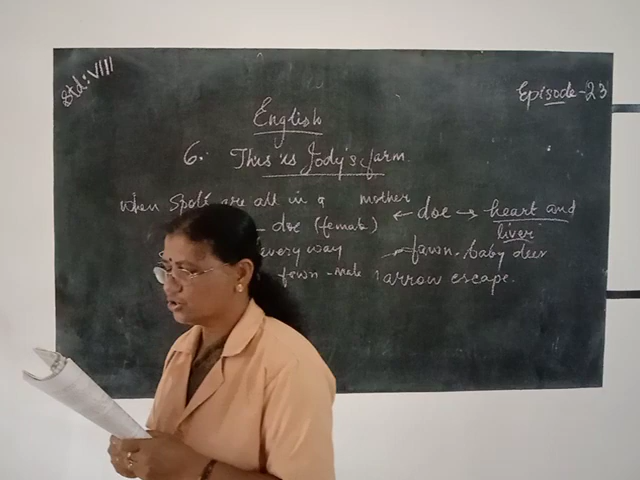 Std: VIII
Episode-23
English
6. This is Jody's farm.
When spots are all in a mother
doe (female) ← doe → heart and
liver
every way fawn - baby deer
fawn - male narrow escape.